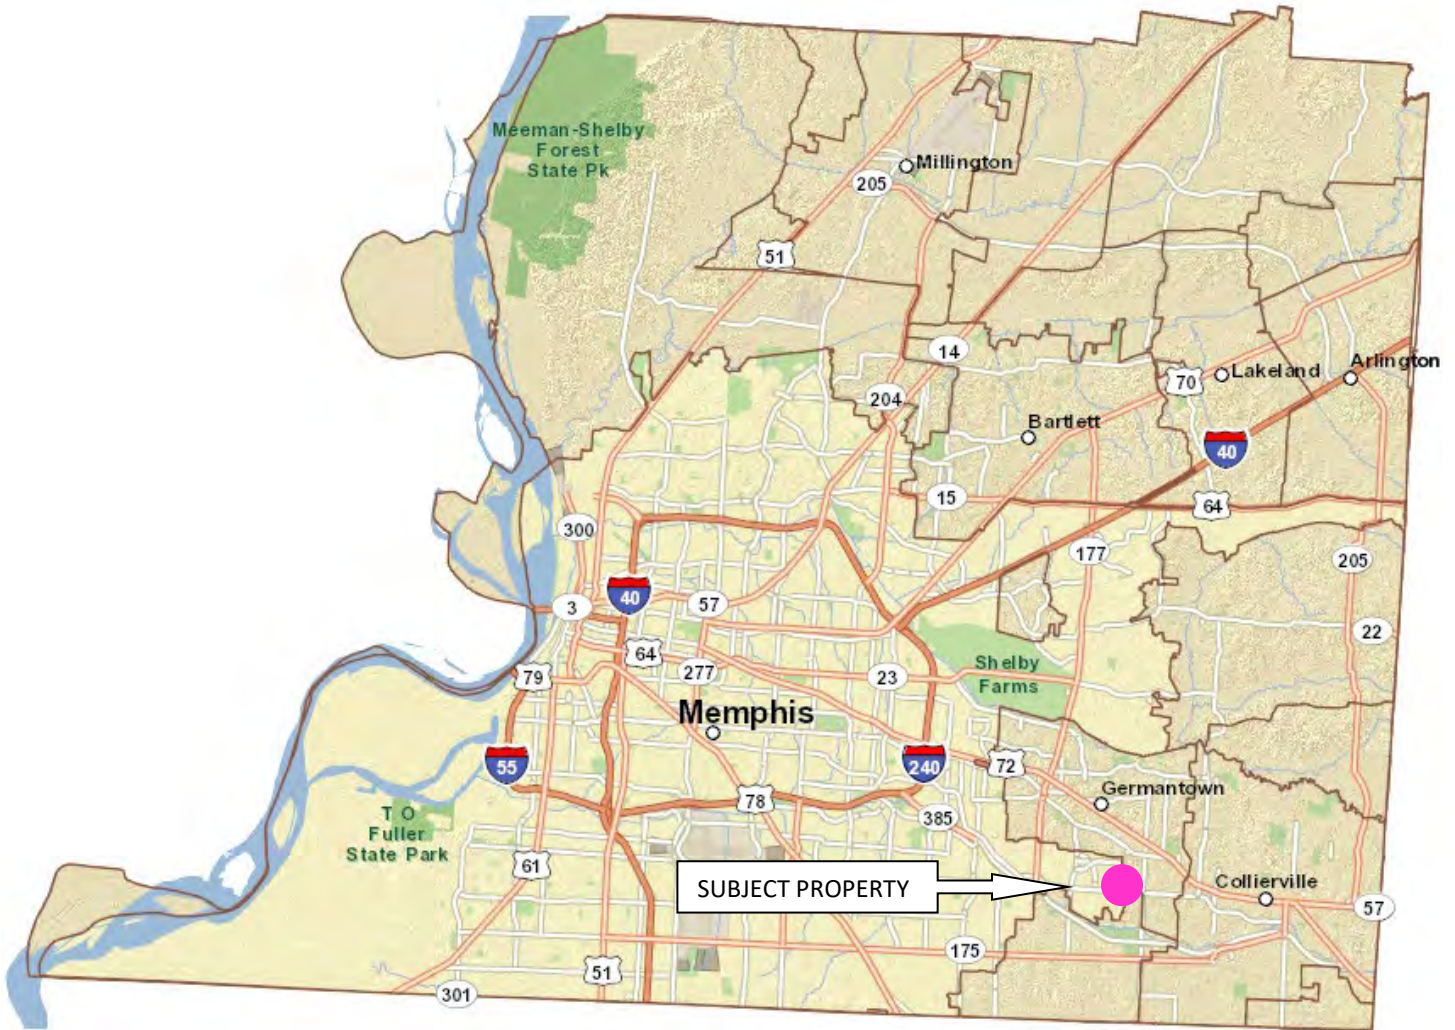 Meeman-Shelby
Forest
State Pk
Millington
205
51
14
Arlington
Lakeland
70
204
Bartlett
40
15
64
300
177
205
40
57
3
22
64
Shelby
Farms
277
23
79
Memphis
55
240
72
Germantown
78
T O
Fuller
State Park
385
61
SUBJECT PROPERTY
Collierville
57
175
51
301